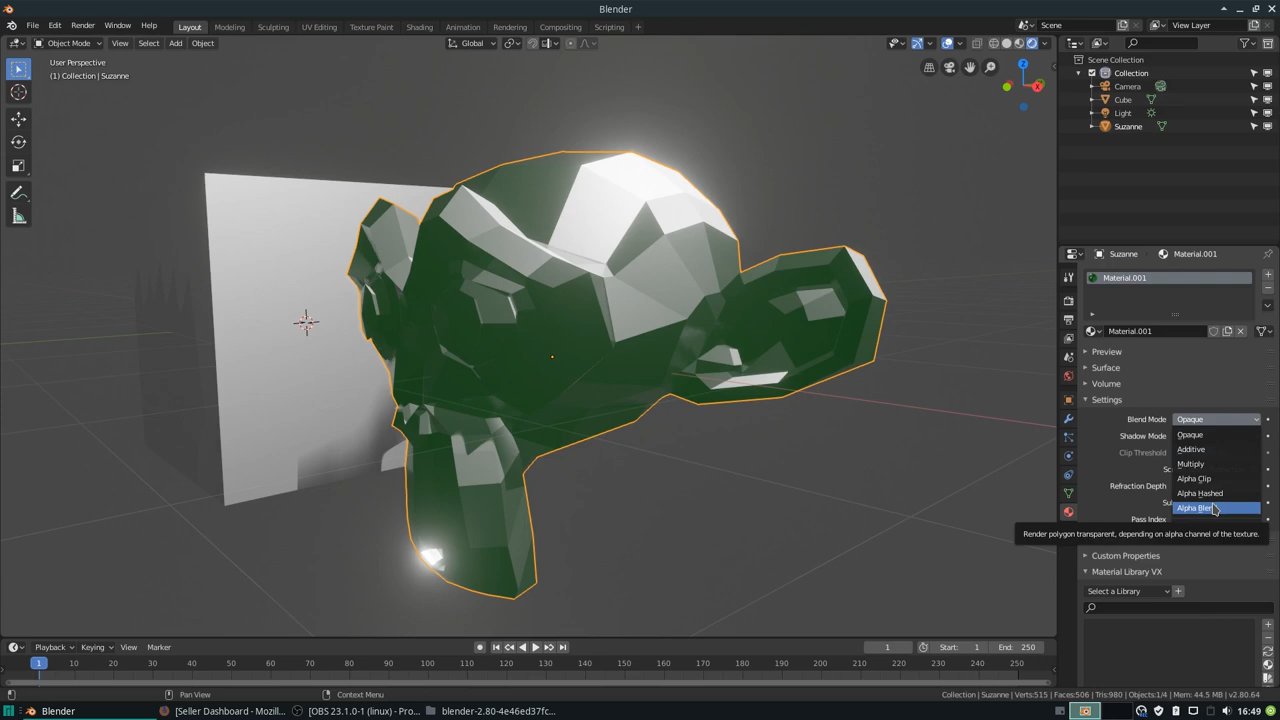 Blender
File Edit Render Window Help Layout Modeling Sculpting UV Editing Texture Paint Shading Animation Rendering Compositing Scripting + Scene View Layer
Object Mode View Select Add Object Global
User Perspective
(1) Collection | Suzanne
Z
X
Scene Collection
Collection
Camera
Cube
Light
Suzanne
Suzanne Material.001
Material.001
Material.001
Preview
Surface
Volume
Settings
Blend Mode Opaque
Opaque
Shadow Mode
Additive
Clip Threshold
Multiply
Alpha Clip
Refraction Depth
Alpha Hashed
Alpha Blen
Pass Index
Render polygon transparent, depending on alpha channel of the texture.
Custom Properties
Material Library VX
Select a Library
Playback Keying View Marker 1 Start: 1 End: 250
1 10 20 30 40 50 60 70 80 90 100 110 120 130 140 150 160 170 180 190 200 210 220 230 240 250
Pan View Context Menu Collection | Suzanne | Verts:515 | Faces:506 | Tris:980 | Objects:1/4 | Mem: 44.5 MB | v2.80.64
Blender [Seller Dashboard - Mozill... [OBS 23.1.0-1 (linux) - Pro... blender-2.80-4e46ed37fc... 16:49